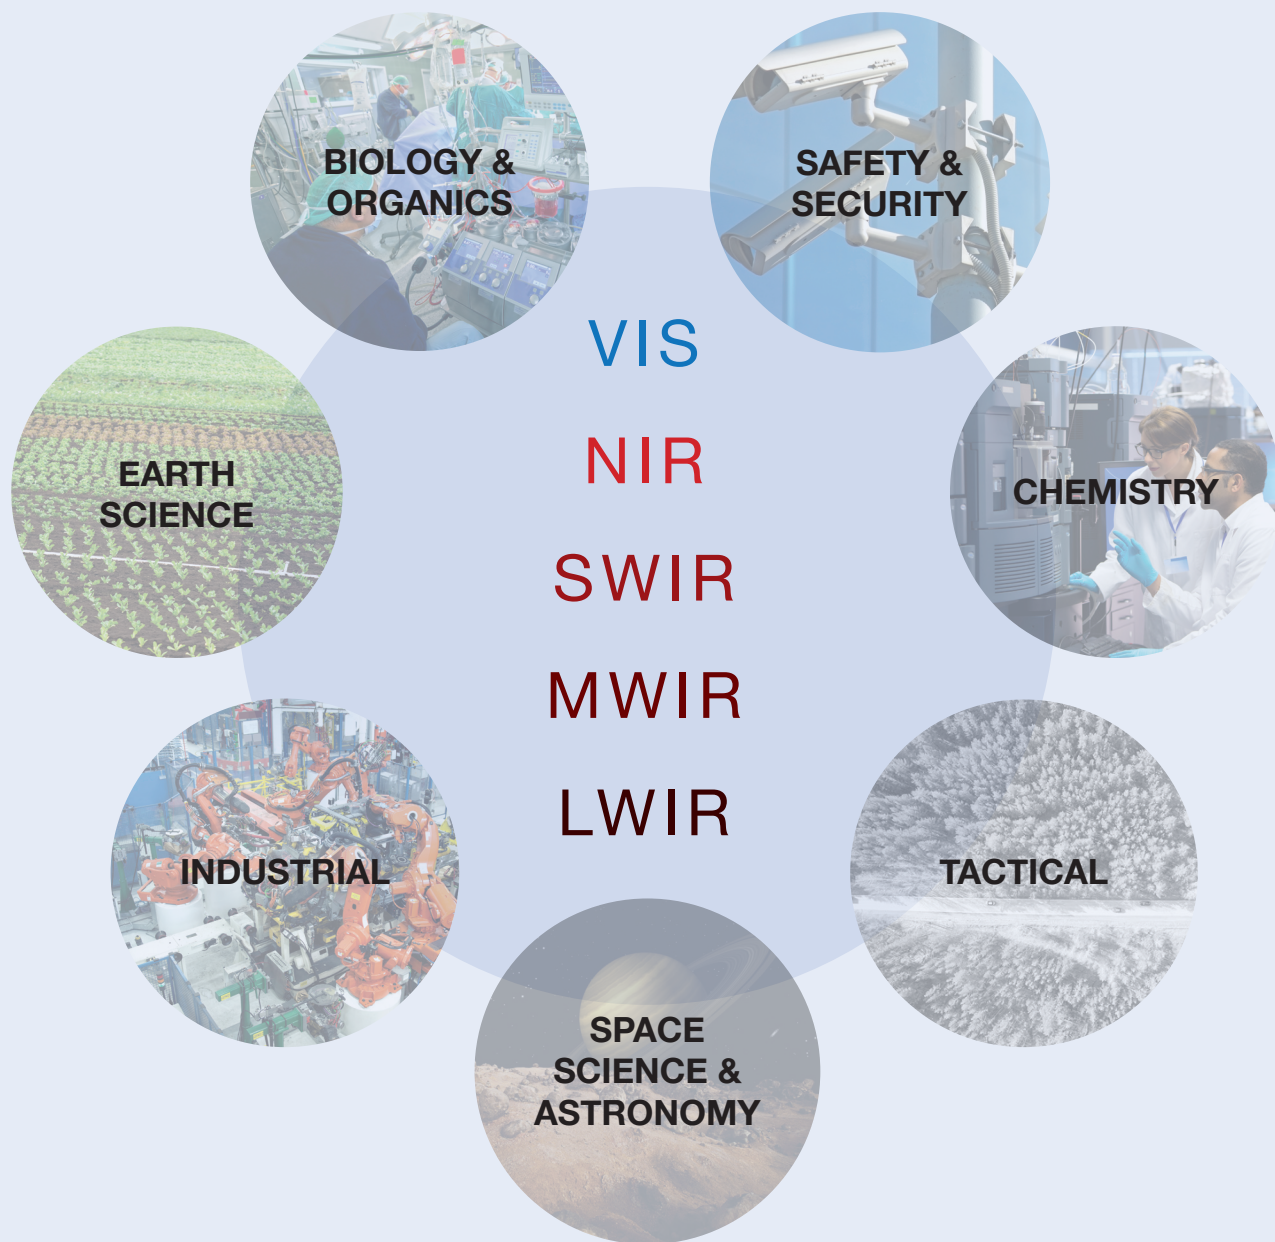 BIOLOGY &
ORGANICS
SAFETY &
SECURITY
VIS
NIR
SWIR
MWIR
LWIR
EARTH
SCIENCE
CHEMISTRY
INDUSTRIAL
TACTICAL
SPACE
SCIENCE &
ASTRONOMY